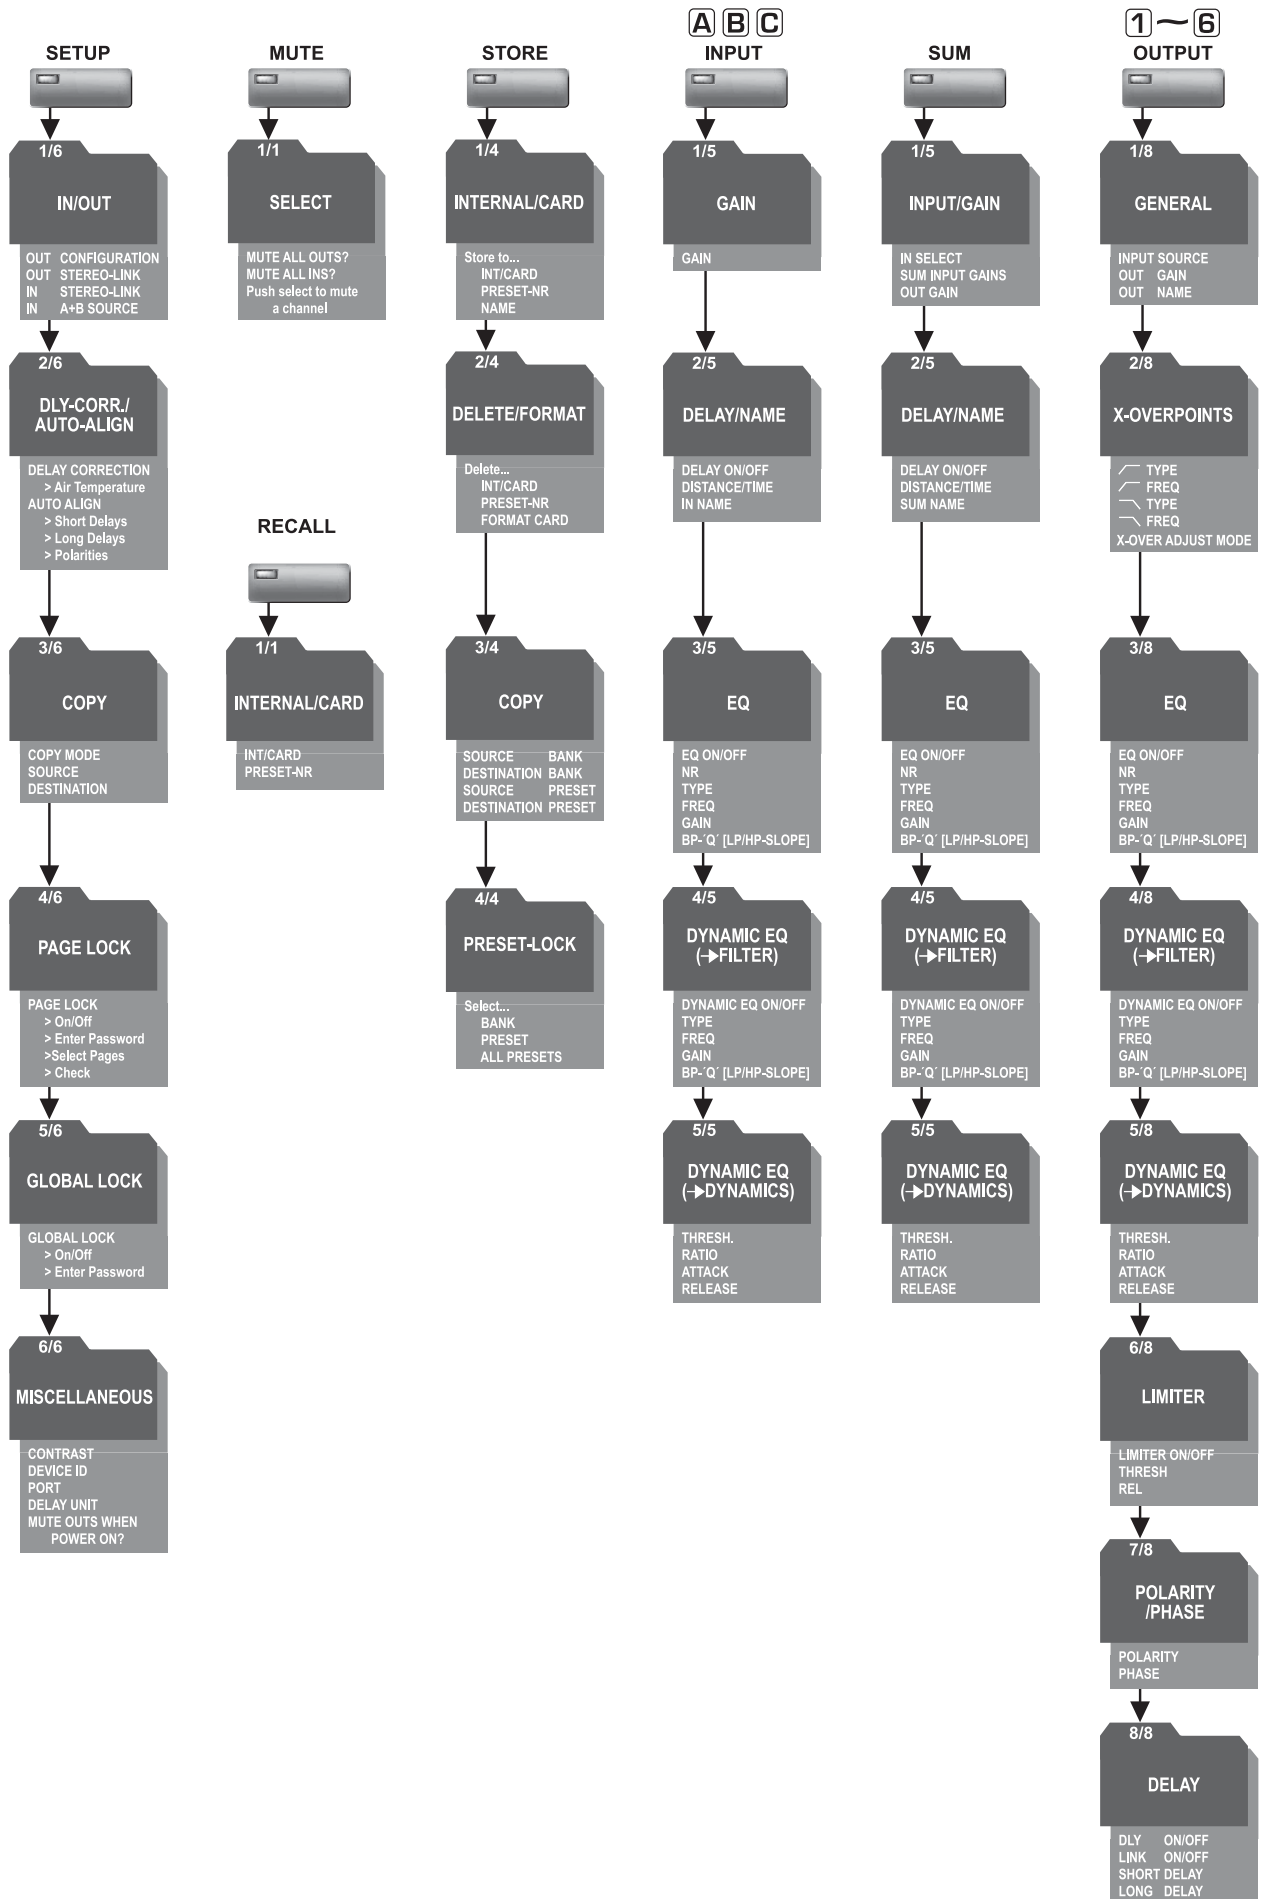 SETUP
1/6
IN/OUT
OUT CONFIGURATION
OUT STEREO-LINK
IN STEREO-LINK
IN A+B SOURCE
2/6
DLY-CORR./
AUTO-ALIGN
DELAY CORRECTION
> Air Temperature
AUTO ALIGN
> Short Delays
> Long Delays
> Polarities
3/6
COPY
COPY MODE
SOURCE
DESTINATION
4/6
PAGE LOCK
PAGE LOCK
> On/Off
> Enter Password
>Select Pages
> Check
5/6
GLOBAL LOCK
GLOBAL LOCK
> On/Off
> Enter Password
6/6
MISCELLANEOUS
CONTRAST
DEVICE ID
PORT
DELAY UNIT
MUTE OUTS WHEN
POWER ON?
MUTE
1/1
SELECT
MUTE ALL OUTS?
MUTE ALL INS?
Push select to mute
a channel
RECALL
1/1
INTERNAL/CARD
INT/CARD
PRESET-NR
STORE
1/4
INTERNAL/CARD
Store to...
INT/CARD
PRESET-NR
NAME
2/4
DELETE/FORMAT
Delete...
INT/CARD
PRESET-NR
FORMAT CARD
3/4
COPY
SOURCE BANK
DESTINATION BANK
SOURCE PRESET
DESTINATION PRESET
4/4
PRESET-LOCK
Select...
BANK
PRESET
ALL PRESETS
A B C
INPUT
1/5
GAIN
GAIN
2/5
DELAY/NAME
DELAY ON/OFF
DISTANCE/TIME
IN NAME
3/5
EQ
EQ ON/OFF
NR
TYPE
FREQ
GAIN
BP-´Q´ [LP/HP-SLOPE]
4/5
DYNAMIC EQ
(→FILTER)
DYNAMIC EQ ON/OFF
TYPE
FREQ
GAIN
BP-´Q´ [LP/HP-SLOPE]
5/5
DYNAMIC EQ
(→DYNAMICS)
THRESH.
RATIO
ATTACK
RELEASE
SUM
1/5
INPUT/GAIN
IN SELECT
SUM INPUT GAINS
OUT GAIN
2/5
DELAY/NAME
DELAY ON/OFF
DISTANCE/TIME
SUM NAME
3/5
EQ
EQ ON/OFF
NR
TYPE
FREQ
GAIN
BP-´Q´ [LP/HP-SLOPE]
4/5
DYNAMIC EQ
(→FILTER)
DYNAMIC EQ ON/OFF
TYPE
FREQ
GAIN
BP-´Q´ [LP/HP-SLOPE]
5/5
DYNAMIC EQ
(→DYNAMICS)
THRESH.
RATIO
ATTACK
RELEASE
1~6
OUTPUT
1/8
GENERAL
INPUT SOURCE
OUT GAIN
OUT NAME
2/8
X-OVERPOINTS
TYPE
FREQ
TYPE
FREQ
X-OVER ADJUST MODE
3/8
EQ
EQ ON/OFF
NR
TYPE
FREQ
GAIN
BP-´Q´ [LP/HP-SLOPE]
4/8
DYNAMIC EQ
(→FILTER)
DYNAMIC EQ ON/OFF
TYPE
FREQ
GAIN
BP-´Q´ [LP/HP-SLOPE]
5/8
DYNAMIC EQ
(→DYNAMICS)
THRESH.
RATIO
ATTACK
RELEASE
6/8
LIMITER
LIMITER ON/OFF
THRESH
REL
7/8
POLARITY
/PHASE
POLARITY
PHASE
8/8
DELAY
DLY ON/OFF
LINK ON/OFF
SHORT DELAY
LONG DELAY